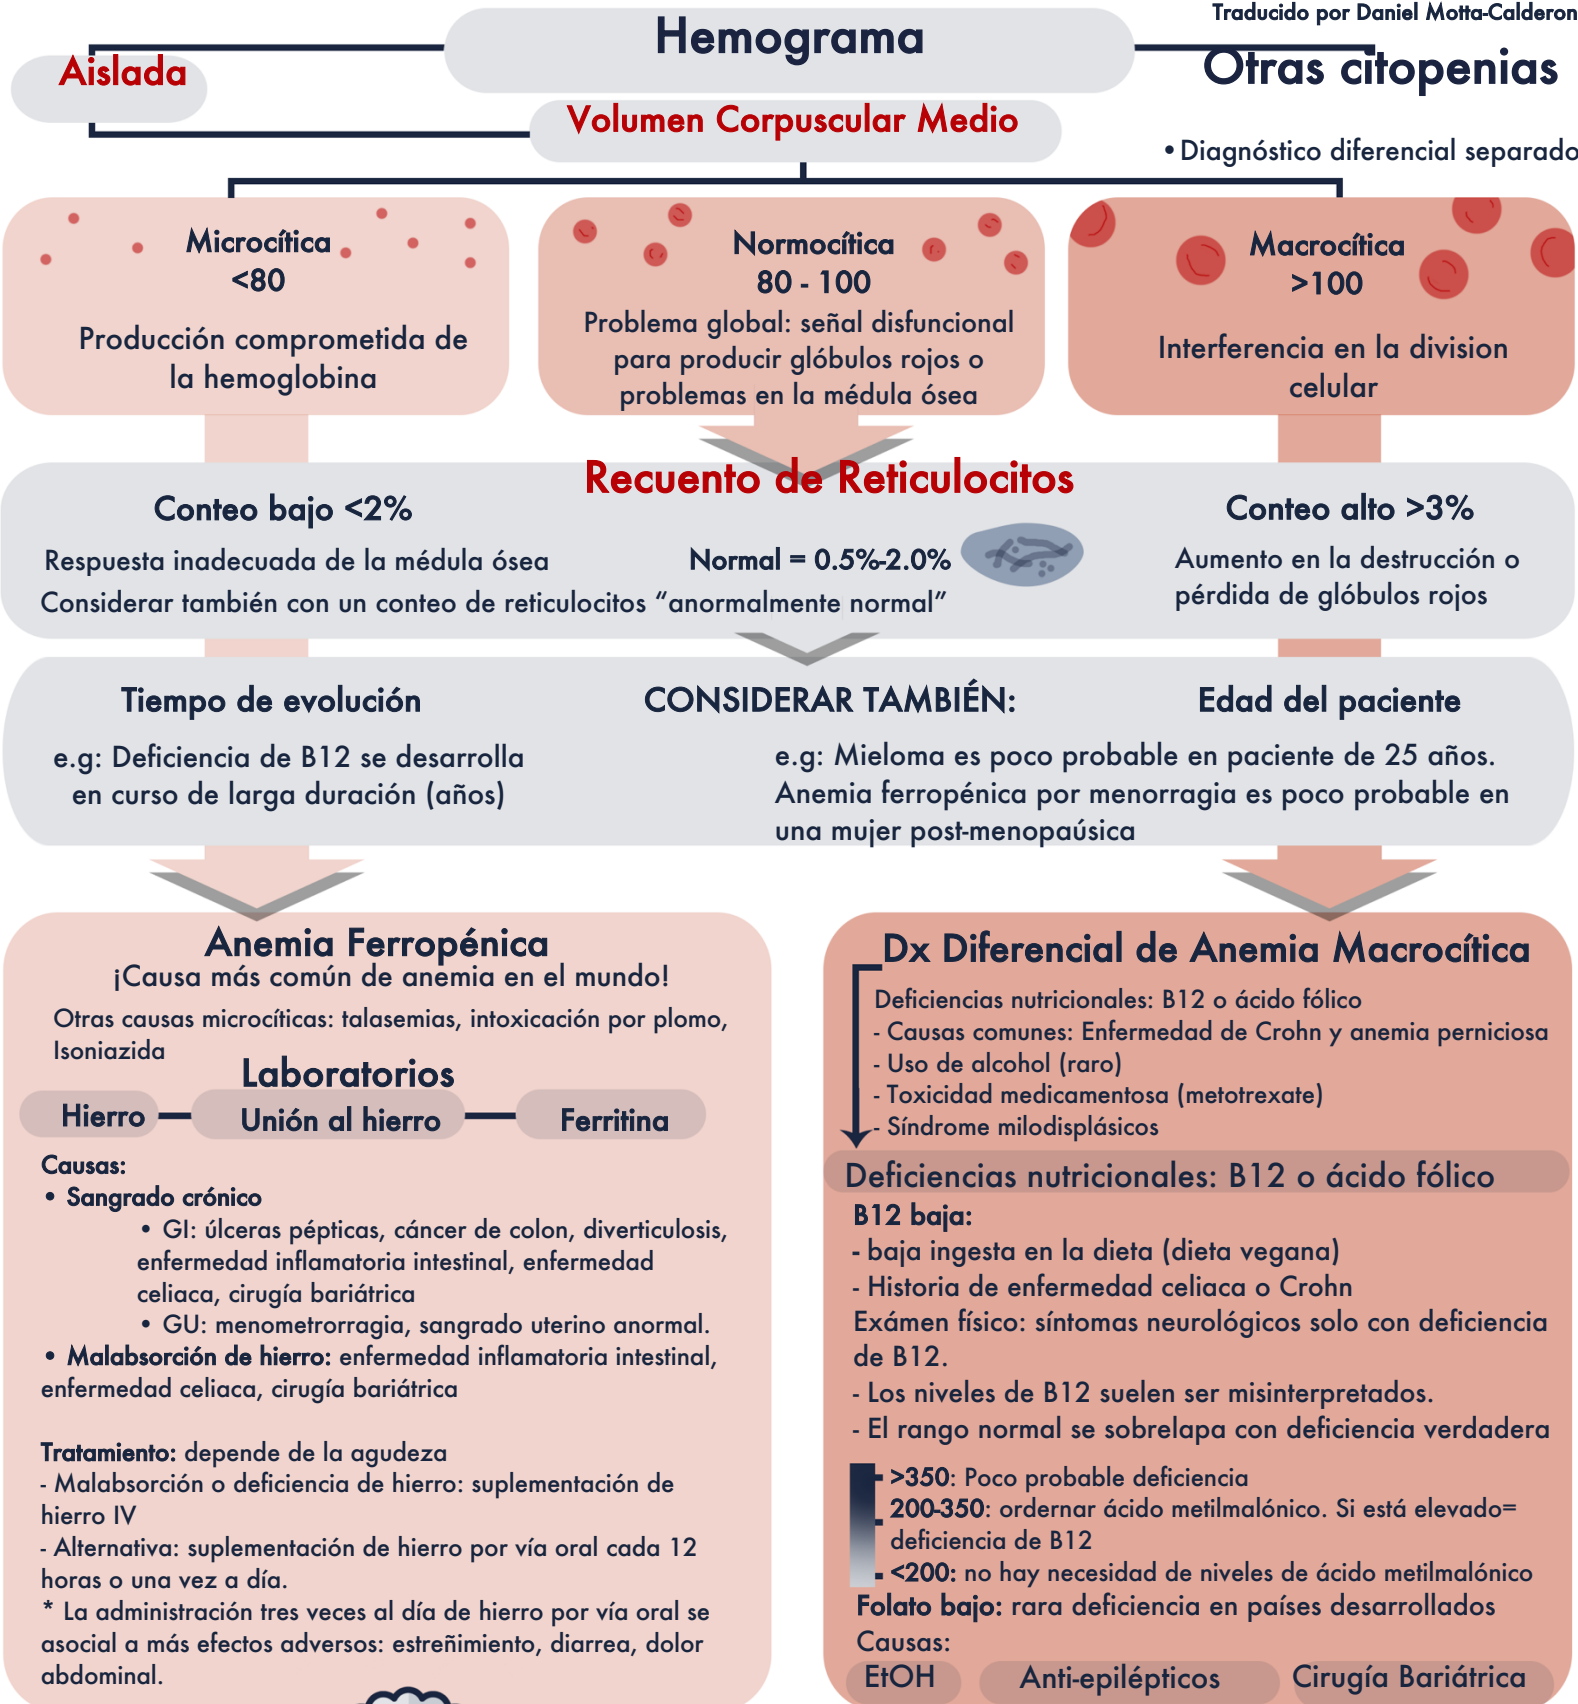 Traducido por Daniel Motta-Calderon
Hemograma
Aislada
Otras citopenias
Volumen Corpuscular Medio
•Diagnóstico diferencial separado
Microcítica
<80
Producción comprometida de
la hemoglobina
Normocítica
80 - 100
Problema global: señal disfuncional
para producir glóbulos rojos o
problemas en la médula ósea
Macrocítica
>100
Interferencia en la division
celular
Recuento de Reticulocitos
Conteo bajo <2%
Respuesta inadecuada de la médula ósea
Normal = 0.5%-2.0%
Considerar también con un conteo de reticulocitos “anormalmente normal”
Conteo alto >3%
Aumento en la destrucción o
pérdida de glóbulos rojos
Tiempo de evolución
e.g: Deficiencia de B12 se desarrolla
en curso de larga duración (años)
CONSIDERAR TAMBIÉN:
Edad del paciente
e.g: Mieloma es poco probable en paciente de 25 años.
Anemia ferropénica por menorragia es poco probable en
una mujer post-menopaúsica
Anemia Ferropénica
¡Causa más común de anemia en el mundo!
Otras causas microcíticas: talasemias, intoxicación por plomo,
Isoniazida
Laboratorios
Hierro
Unión al hierro
Ferritina
Causas:
• Sangrado crónico
• GI: úlceras pépticas, cáncer de colon, diverticulosis,
enfermedad inflamatoria intestinal, enfermedad
celiaca, cirugía bariátrica
• GU: menometrorragia, sangrado uterino anormal.
• Malabsorción de hierro: enfermedad inflamatoria intestinal,
enfermedad celiaca, cirugía bariátrica
Tratamiento: depende de la agudeza
- Malabsorción o deficiencia de hierro: suplementación de
hierro IV
- Alternativa: suplementación de hierro por vía oral cada 12
horas o una vez a día.
* La administración tres veces al día de hierro por vía oral se
asocial a más efectos adversos: estreñimiento, diarrea, dolor
abdominal.
Dx Diferencial de Anemia Macrocítica
Deficiencias nutricionales: B12 o ácido fólico
- Causas comunes: Enfermedad de Crohn y anemia perniciosa
- Uso de alcohol (raro)
- Toxicidad medicamentosa (metotrexate)
- Síndrome milodisplásicos
Deficiencias nutricionales: B12 o ácido fólico
B12 baja:
- baja ingesta en la dieta (dieta vegana)
- Historia de enfermedad celiaca o Crohn
Exámen físico: síntomas neurológicos solo con deficiencia
de B12.
- Los niveles de B12 suelen ser misinterpretados.
- El rango normal se sobrelapa con deficiencia verdadera
>350: Poco probable deficiencia
200-350: ordernar ácido metilmalónico. Si está elevado=
deficiencia de B12
<200: no hay necesidad de niveles de ácido metilmalónico
Folato bajo: rara deficiencia en países desarrollados
Causas:
EtOH
Anti-epilépticos
Cirugía Bariátrica